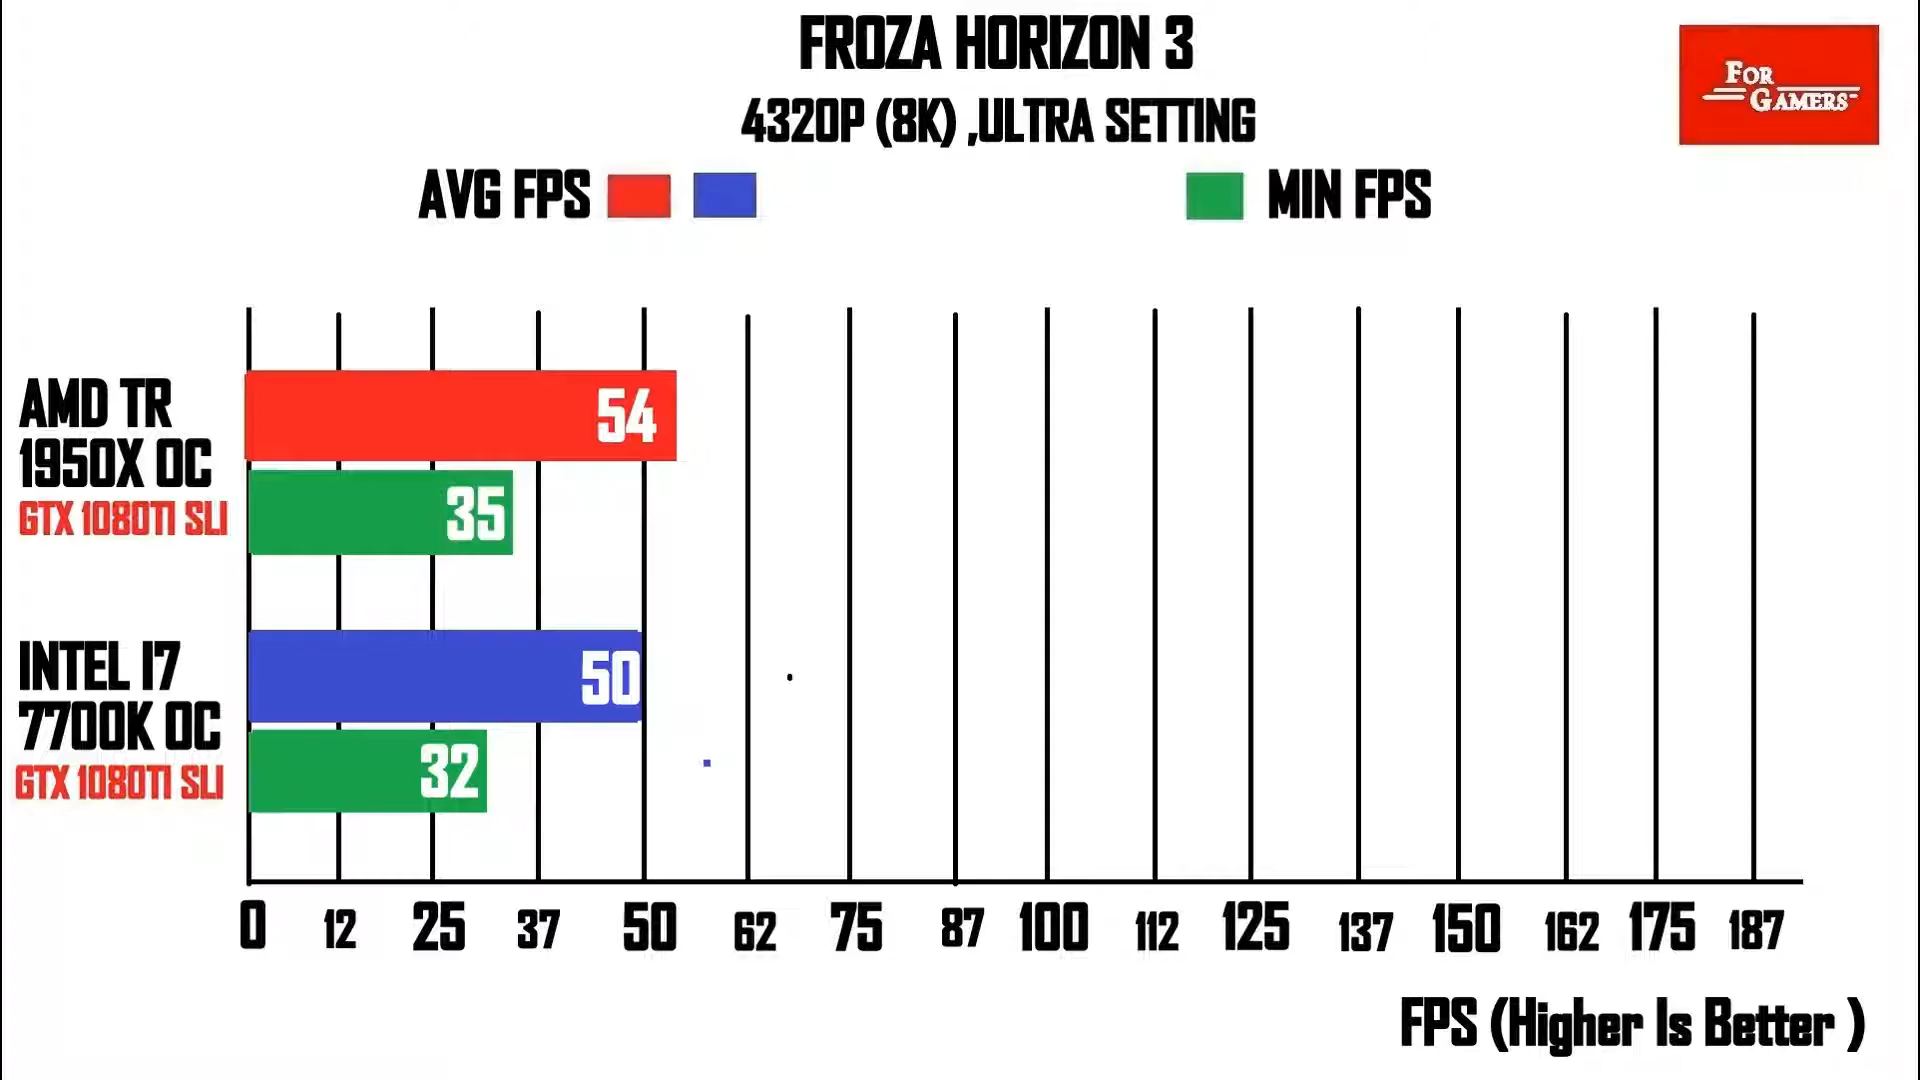 FROZA HORIZON 3
4320P (8K) ,ULTRA SETTING
FOR
GAMERS
AVG FPS
MIN FPS
AMD TR
1950X OC
GTX 1080TI SLI
54
35
INTEL I7
7700K OC
GTX 1080TI SLI
50
32
0 12 25 37 50 62 75 87 100 112 125 137 150 162 175 187
FPS (Higher Is Better )